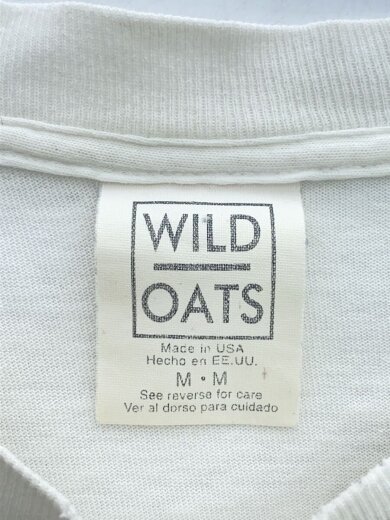 WILD
OATS
Made in USA
Hecho en EE.UU.
M • M
See reverse for care
Ver al dorso para cuidado